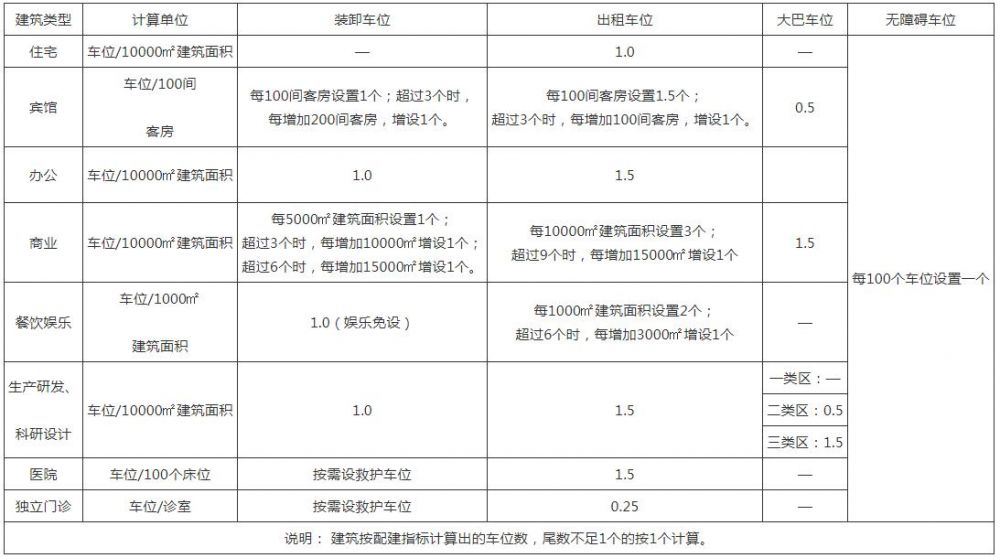 建筑类型 计算单位 装卸车位 出租车位 大巴车位 无障碍车位
住宅 车位/10000㎡建筑面积 — 1.0 — 每100个车位设置一个
宾馆 车位/100间
客房 每100间客房设置1个；超过3个时，
每增加200间客房，增设1个。 每100间客房设置1.5个；
超过3个时，每增加100间客房，增设1个。 0.5
办公 车位/10000㎡建筑面积 1.0 1.5
商业 车位/10000㎡建筑面积 每5000㎡建筑面积设置1个；
超过3个时，每增加10000㎡增设1个；
超过6个时，每增加15000㎡增设1个。 每10000㎡建筑面积设置3个；
超过9个时，每增加15000㎡增设1个 1.5
餐饮娱乐 车位/1000㎡
建筑面积 1.0（娱乐免设） 每1000㎡建筑面积设置2个；
超过6个时，每增加3000㎡增设1个 —
生产研发、
科研设计 车位/10000㎡建筑面积 1.0 1.5 一类区：—
二类区：0.5
三类区：1.5
医院 车位/100个床位 按需设救护车位 1.5 —
独立门诊 车位/诊室 按需设救护车位 0.25 —
说明： 建筑按配建指标计算出的车位数，尾数不足1个的按1个计算。